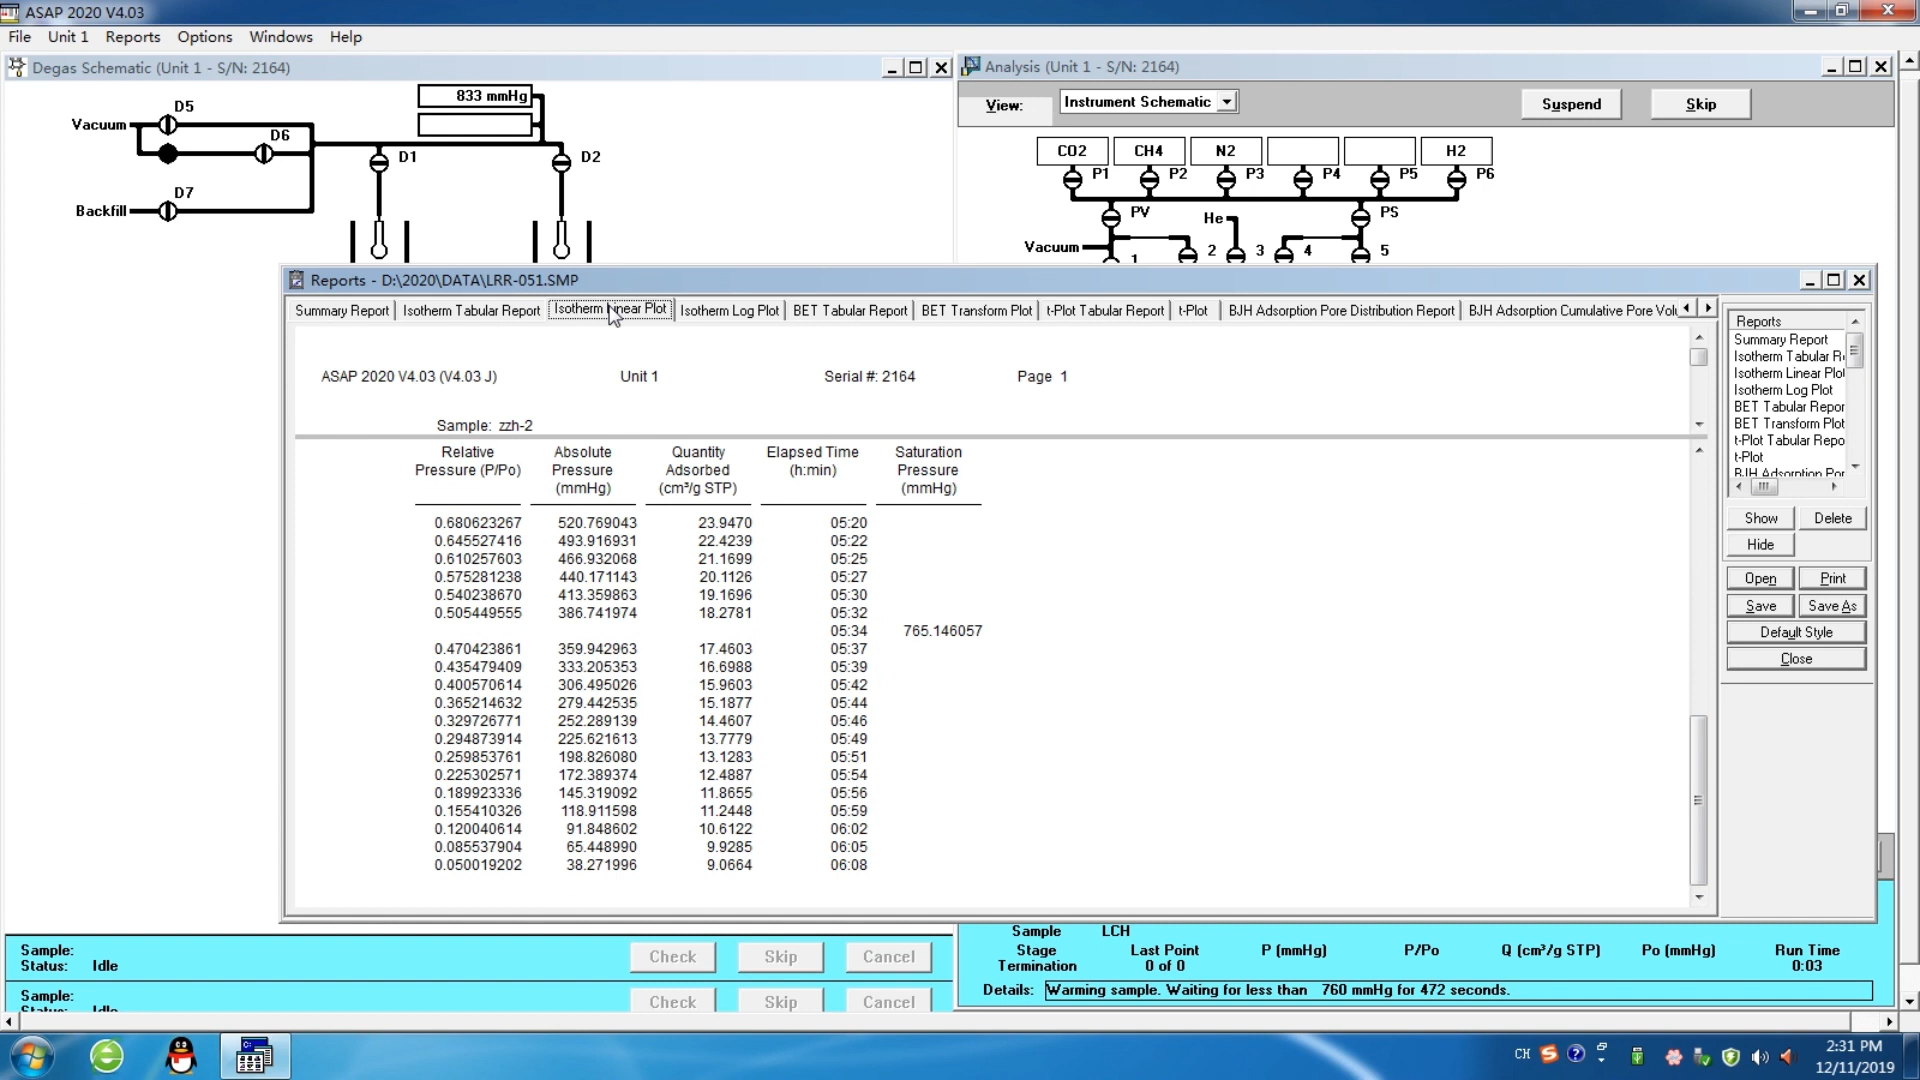 ASAP 2020 V4.03
File Unit 1 Reports Options Windows Help
Degas Schematic (Unit 1 - S/N: 2164)
D5
833 mmHg
Vacuum
D6
D1 D2
D7
Backfill
Analysis (Unit 1 - S/N: 2164)
View: Instrument Schematic Suspend Skip
CO2 CH4 N2 H2
P1 P2 P3 P4 P5 P6
PV He PS
Vacuum 1 2 3 4 5
Reports - D:\2020\DATA\LRR-051.SMP
Summary Report Isotherm Tabular Report Isotherm Linear Plot Isotherm Log Plot BET Tabular Report BET Transform Plot t-Plot Tabular Report t-Plot BJH Adsorption Pore Distribution Report BJH Adsorption Cumulative Pore Volu
ASAP 2020 V4.03 (V4.03 J) Unit 1 Serial #: 2164 Page 1
Sample: zzh-2
Relative Absolute Quantity Elapsed Time Saturation
Pressure (P/Po) Pressure Adsorbed (h:min) Pressure
(mmHg) (cm³/g STP) (mmHg)
0.680623267 520.769043 23.9470 05:20
0.645527416 493.916931 22.4239 05:22
0.610257603 466.932068 21.1699 05:25
0.575281238 440.171143 20.1126 05:27
0.540238670 413.359863 19.1696 05:30
0.505449555 386.741974 18.2781 05:32
05:34 765.146057
0.470423861 359.942963 17.4603 05:37
0.435479409 333.205353 16.6988 05:39
0.400570614 306.495026 15.9603 05:42
0.365214632 279.442535 15.1877 05:44
0.329726771 252.289139 14.4607 05:46
0.294873914 225.621613 13.7779 05:49
0.259853761 198.826080 13.1283 05:51
0.225302571 172.389374 12.4887 05:54
0.189923336 145.319092 11.8655 05:56
0.155410326 118.911598 11.2448 05:59
0.120040614 91.848602 10.6122 06:02
0.085537904 65.448990 9.9285 06:05
0.050019202 38.271996 9.0664 06:08
Reports
Summary Report
Isotherm Tabular R
Isotherm Linear Plo
Isotherm Log Plot
BET Tabular Repor
BET Transform Plot
t-Plot Tabular Repo
t-Plot
BJH Adsorption Por
Show Delete
Hide
Open Print
Save Save As
Default Style
Close
Sample:
Status: Idle
Check Skip Cancel
Sample:
Status: Idle
Check Skip Cancel
Sample LCH
Stage Last Point P (mmHg) P/Po Q (cm³/g STP) Po (mmHg) Run Time
Termination 0 of 0 0:03
Details: Warming sample. Waiting for less than 760 mmHg for 472 seconds.
CH
2:31 PM
12/11/2019